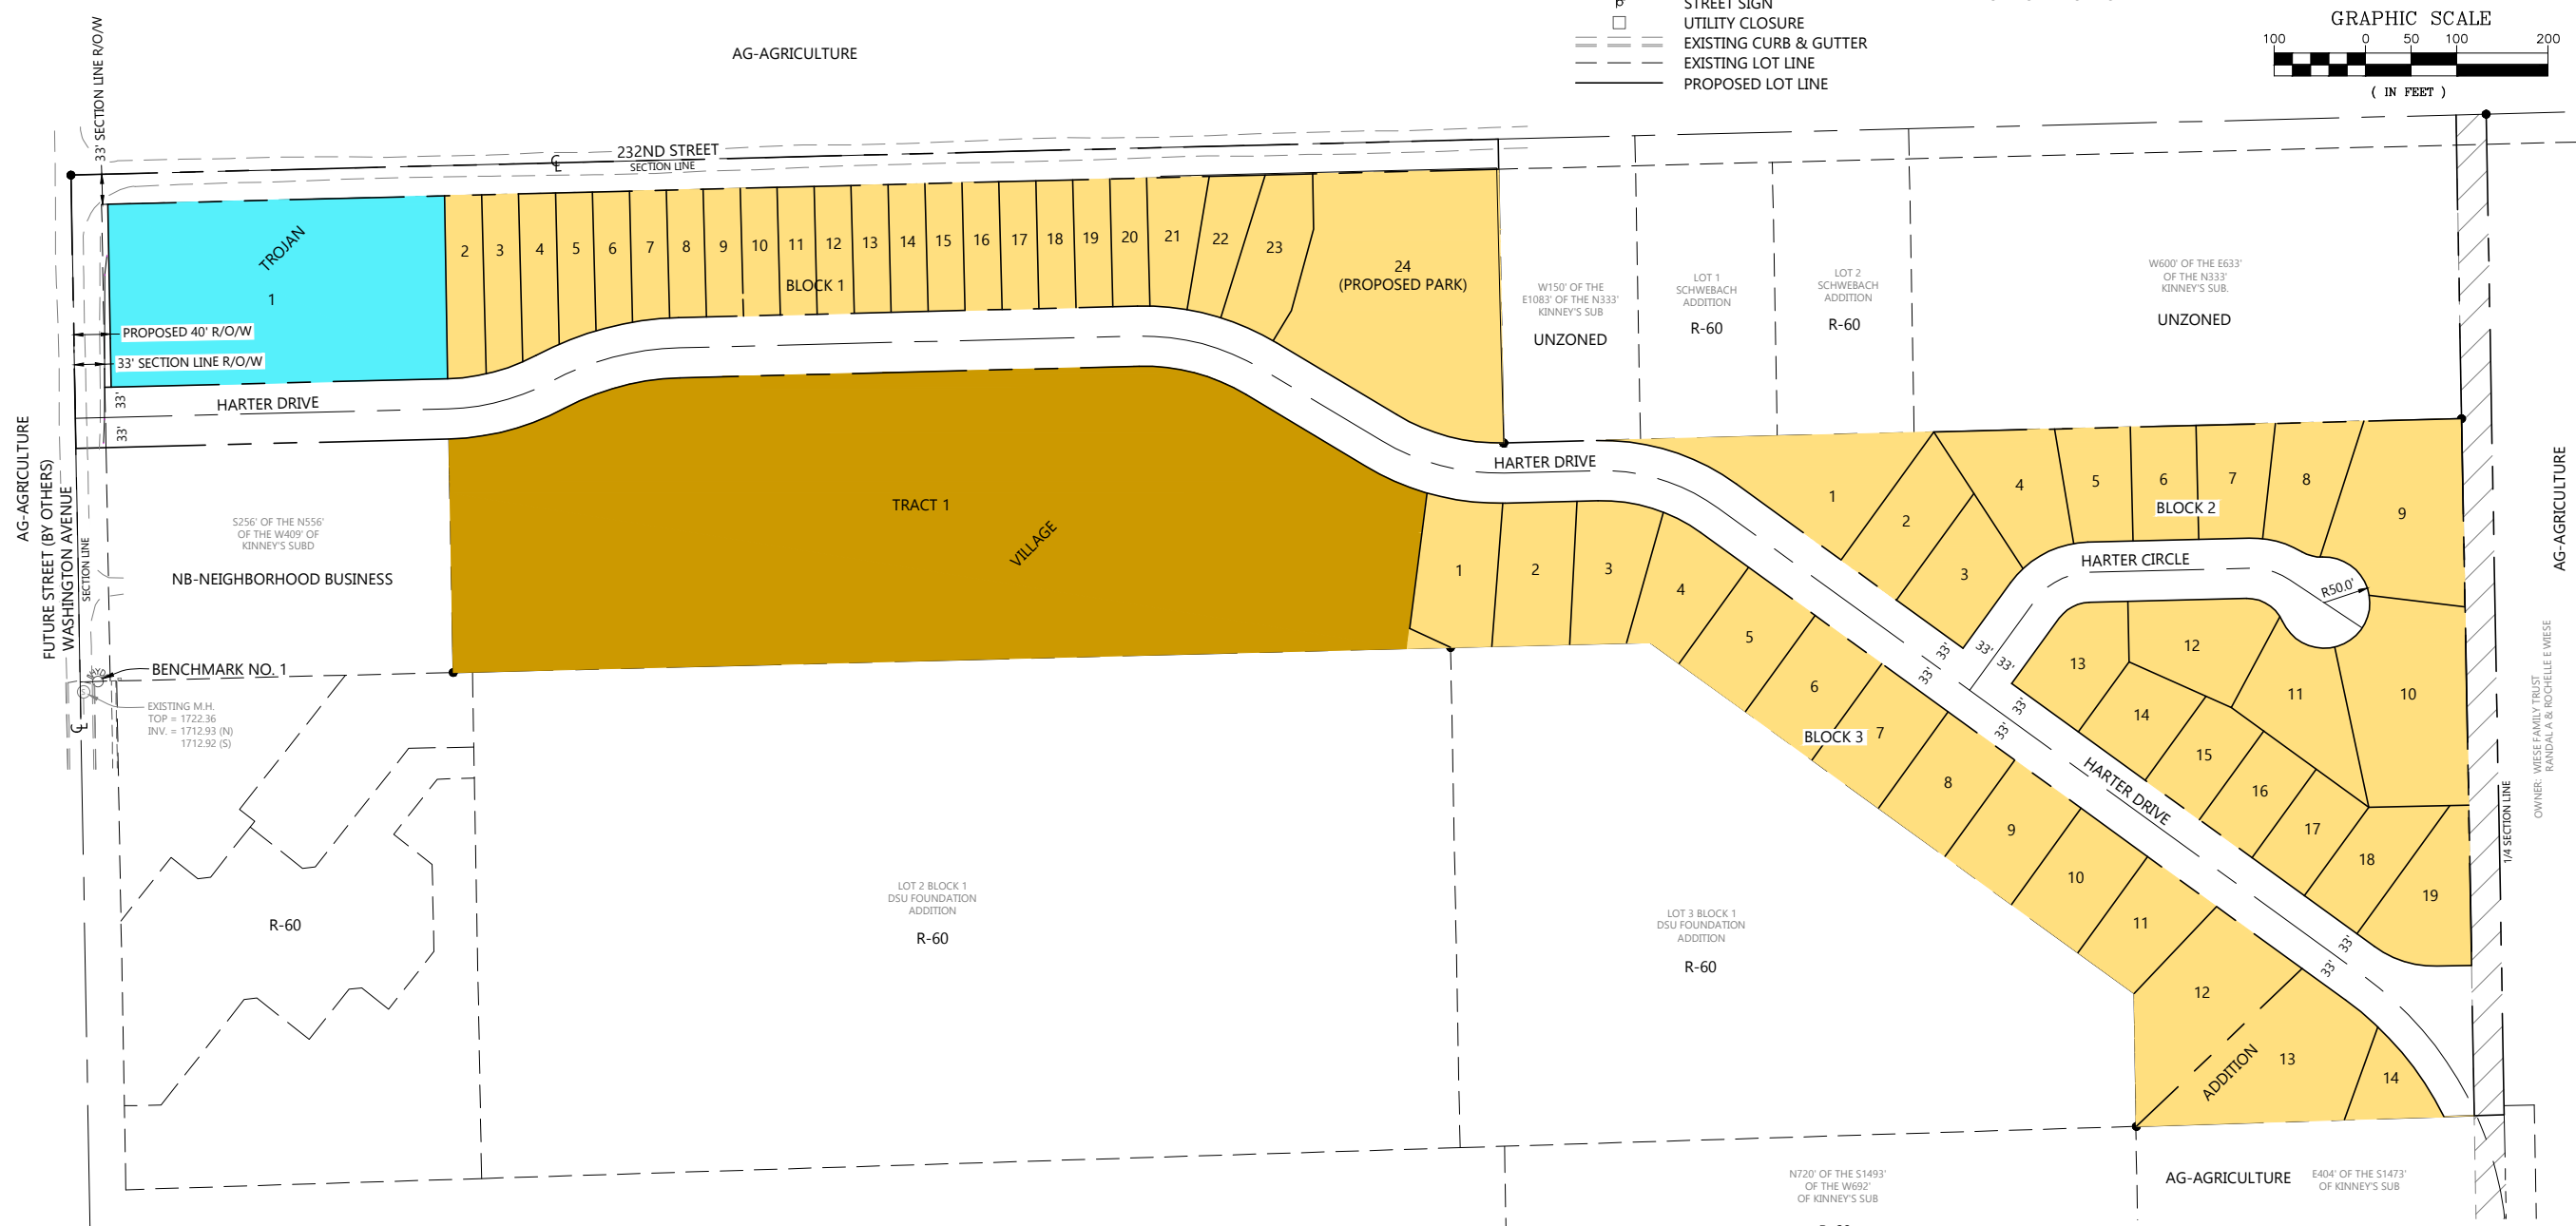 STREET SIGN
UTILITY CLOSURE
EXISTING CURB & GUTTER
EXISTING LOT LINE
PROPOSED LOT LINE
GRAPHIC SCALE
100 0 50 100 200
( IN FEET )
AG-AGRICULTURE
33' SECTION LINE R/O/W
232ND STREET
SECTION LINE
TROJAN
1
PROPOSED 40' R/O/W
33' SECTION LINE R/O/W
2 3 4 5 6 7 8 9 10 11 12 13 14 15 16 17 18 19 20 21 22 23
BLOCK 1
24
(PROPOSED PARK)
W150' OF THE
E1083' OF THE N333'
KINNEY'S SUB
UNZONED
LOT 1
SCHWEBACH
ADDITION
R-60
LOT 2
SCHWEBACH
ADDITION
R-60
W600' OF THE E633'
OF THE N333'
KINNEY'S SUB.
UNZONED
HARTER DRIVE
33'
33'
AG-AGRICULTURE
FUTURE STREET (BY OTHERS)
WASHINGTON AVENUE
SECTION LINE
S256' OF THE N556'
OF THE W409' OF
KINNEY'S SUBD
NB-NEIGHBORHOOD BUSINESS
TRACT 1
VILLAGE
HARTER DRIVE
1 2 3 4 5 6 7 8 9
BLOCK 2
HARTER CIRCLE
R50.0'
10 11 12 13 14 15 16 17 18 19
1 2 3 4 5 6 7 8 9 10 11 12 13 14
BLOCK 3
33'
33'
33'
33'
33'
33'
HARTER DRIVE
33'
33'
ADDITION
AG-AGRICULTURE
OWNER: WIESE FAMILY TRUST
RANDAL A & ROCHELLE E WIESE
1/4 SECTION LINE
BENCHMARK NO. 1
EXISTING M.H.
TOP = 1722.36
INV. = 1712.93 (N)
1712.92 (S)
R-60
LOT 2 BLOCK 1
DSU FOUNDATION
ADDITION
R-60
LOT 3 BLOCK 1
DSU FOUNDATION
ADDITION
R-60
N720' OF THE S1493'
OF THE W692'
OF KINNEY'S SUB
AG-AGRICULTURE
E404' OF THE S1473'
OF KINNEY'S SUB